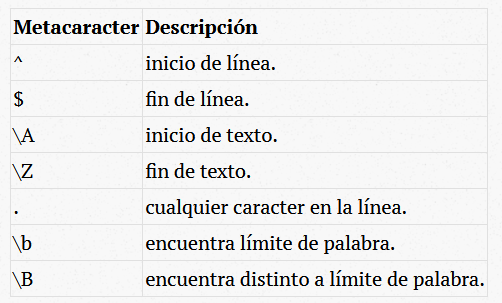 Metacaracter Descripción
^ inicio de línea.
$ fin de línea.
\A inicio de texto.
\Z fin de texto.
. cualquier caracter en la línea.
\b encuentra límite de palabra.
\B encuentra distinto a límite de palabra.